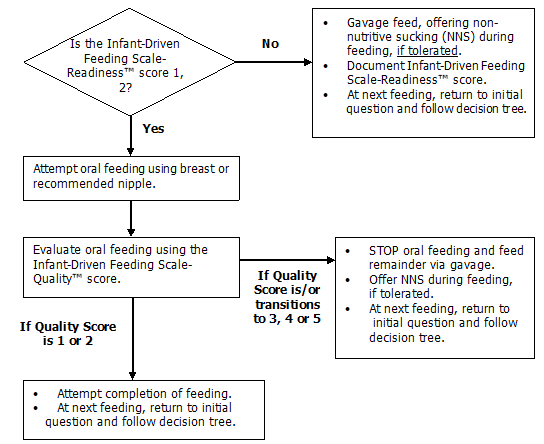 Is the Infant-Driven
Feeding Scale-
Readiness™ score 1,
2?
No
• Gavage feed, offering non-
nutritive sucking (NNS) during
feeding, if tolerated.
• Document Infant-Driven Feeding
Scale-Readiness™ score.
• At next feeding, return to initial
question and follow decision tree.
Yes
Attempt oral feeding using breast or
recommended nipple.
Evaluate oral feeding using the
Infant-Driven Feeding Scale-
Quality™ score.
If Quality
Score is/or
transitions
to 3, 4 or 5
• STOP oral feeding and feed
remainder via gavage.
• Offer NNS during feeding,
if tolerated.
• At next feeding, return to
initial question and follow
decision tree.
If Quality Score
is 1 or 2
• Attempt completion of feeding.
• At next feeding, return to initial
question and follow decision tree.